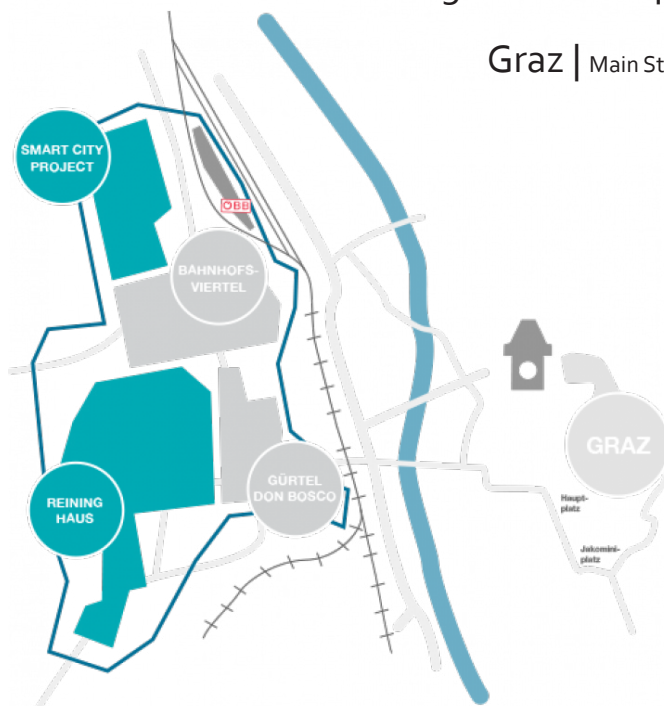 Graz | Main St
SMART CITY
PROJECT
ÖBB
BAHNHOFS-
VIERTEL
GRAZ
GÜRTEL
DON BOSCO
REINING
HAUS
Haupt-
platz
Jakomini-
platz